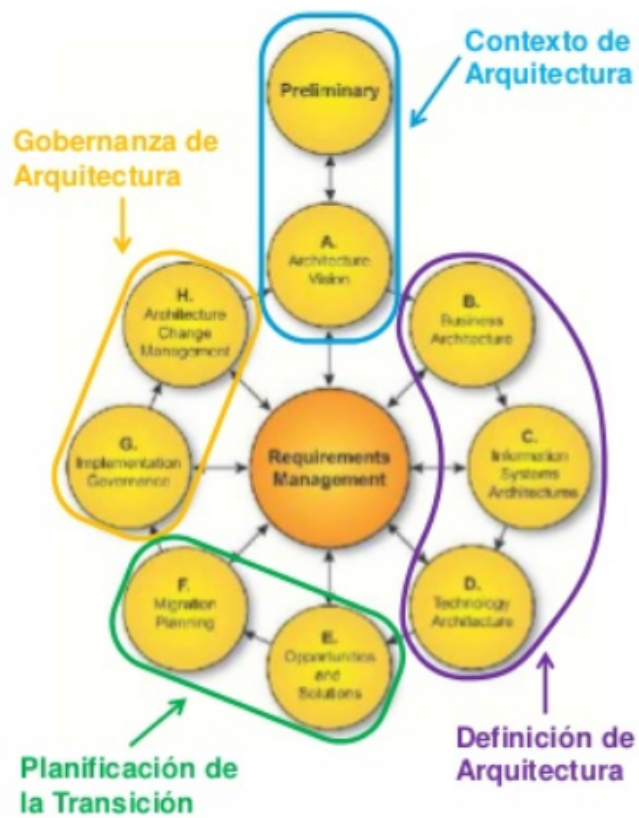 Contexto de
Arquitectura
Preliminary
Gobernanza de
Arquitectura
A.
Architecture
Vision
H.
Architecture
Change
Management
B.
Business
Architecture
G.
Implementation
Governance
Requirements
Management
C.
Information
Systems
Architectures
F.
Migration
Planning
D.
Technology
Architecture
E.
Opportunities
and
Solutions
Planificación de
la Transición
Definición de
Arquitectura